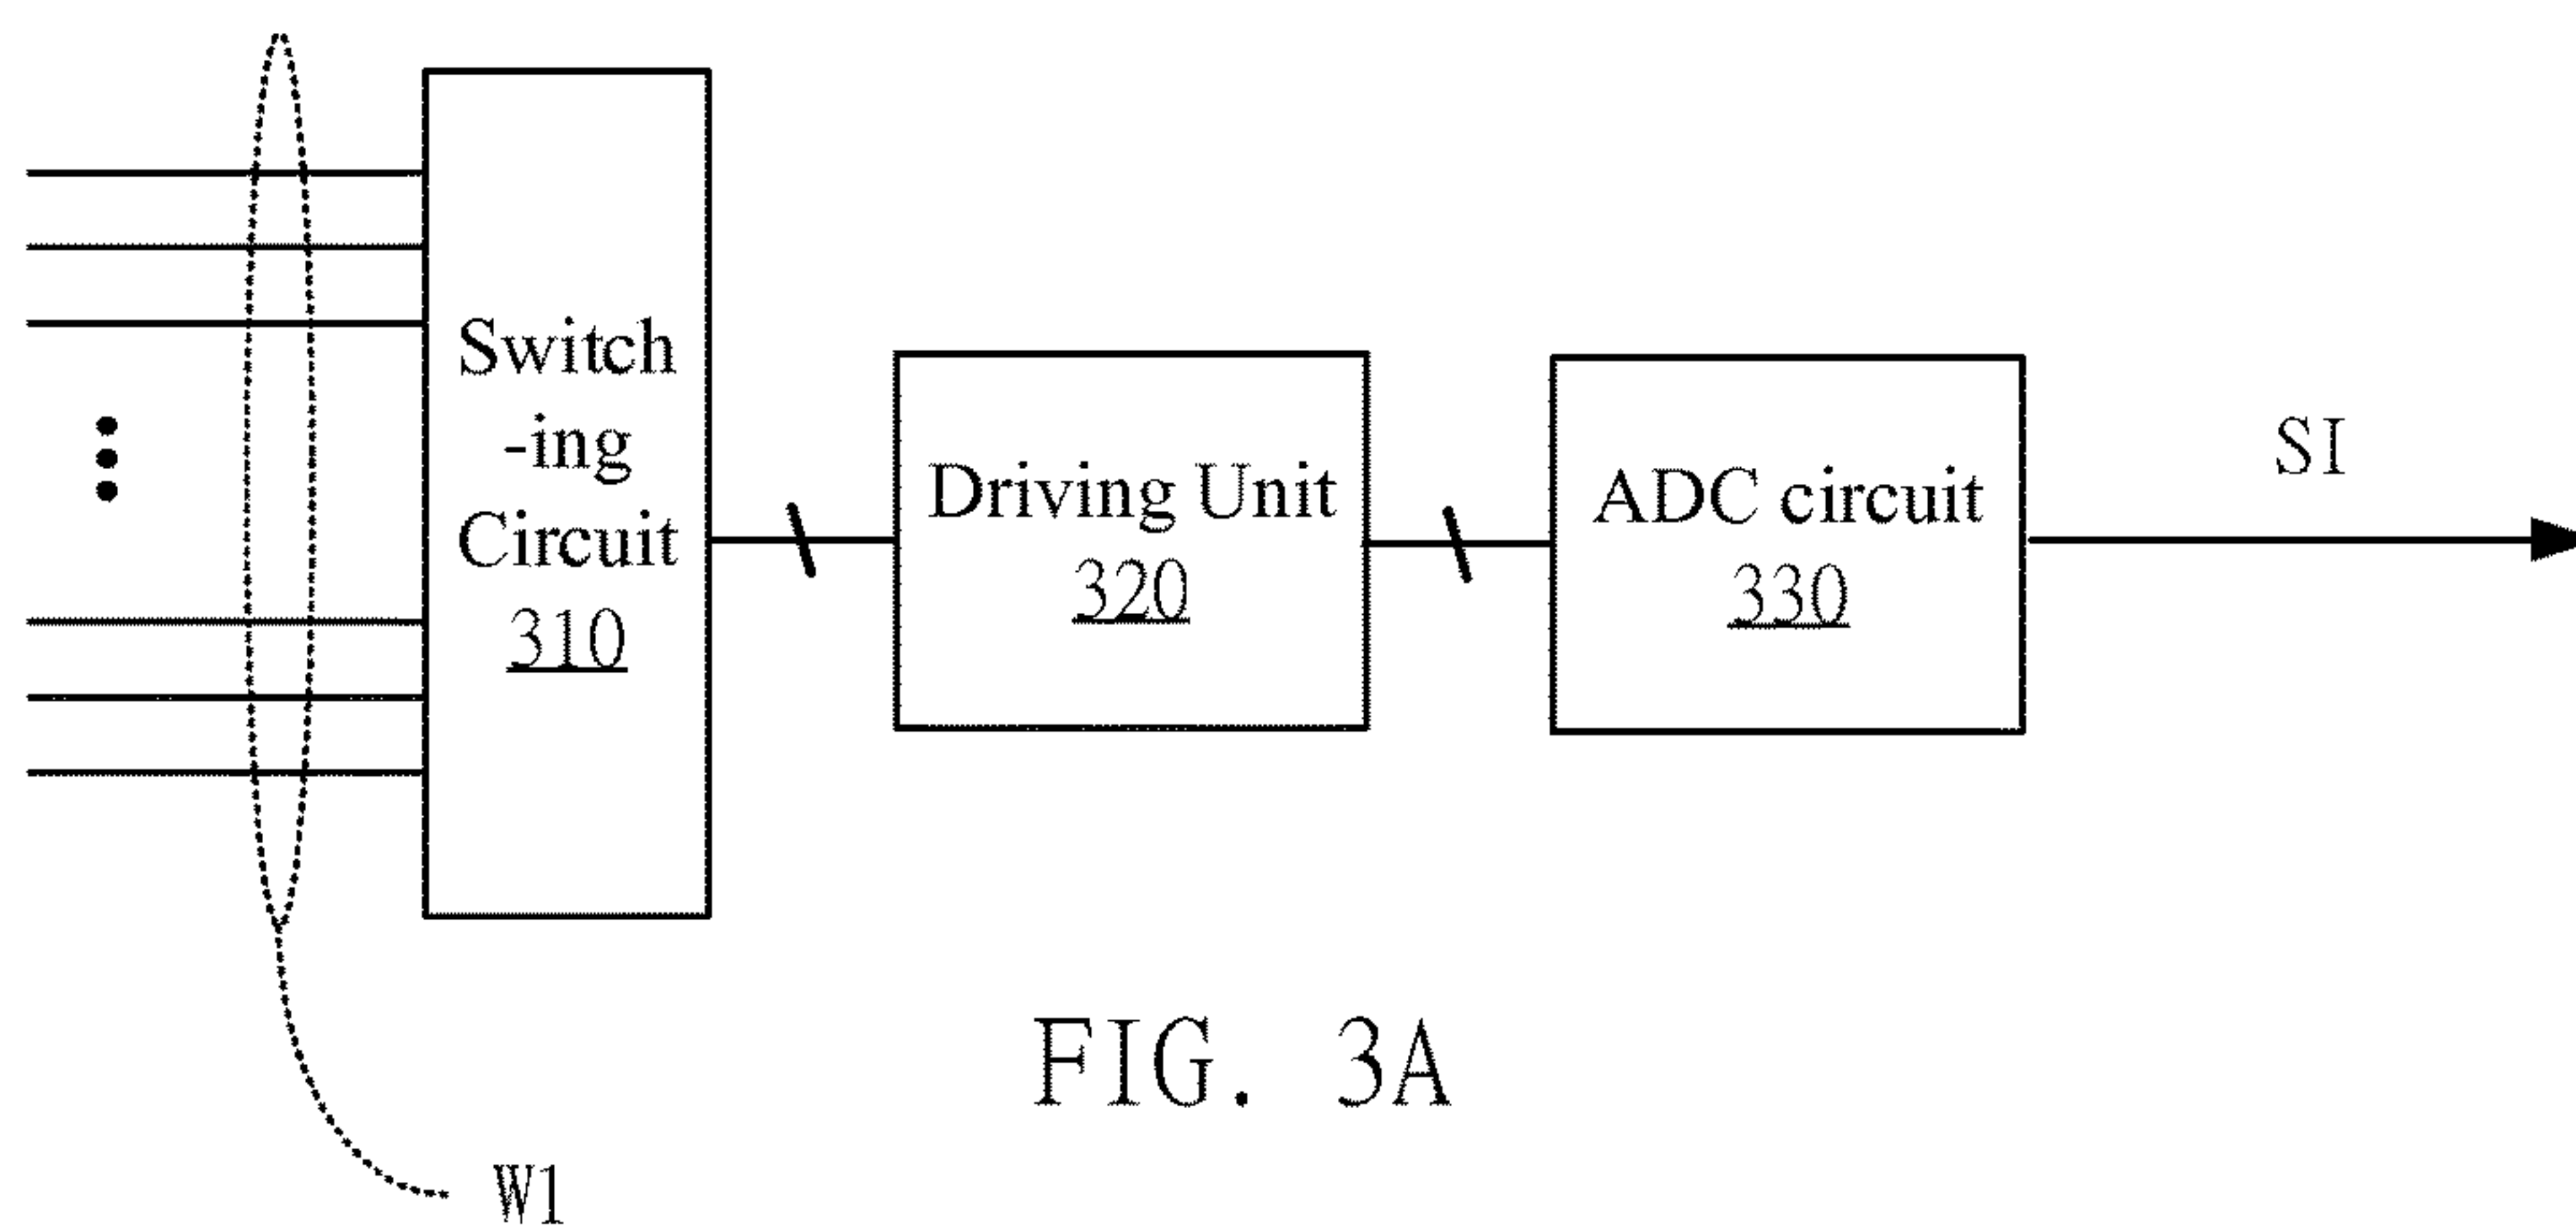 Switch
-ing
Circuit
310
Driving Unit
320
ADC circuit
330
SI
FIG. 3A
W1